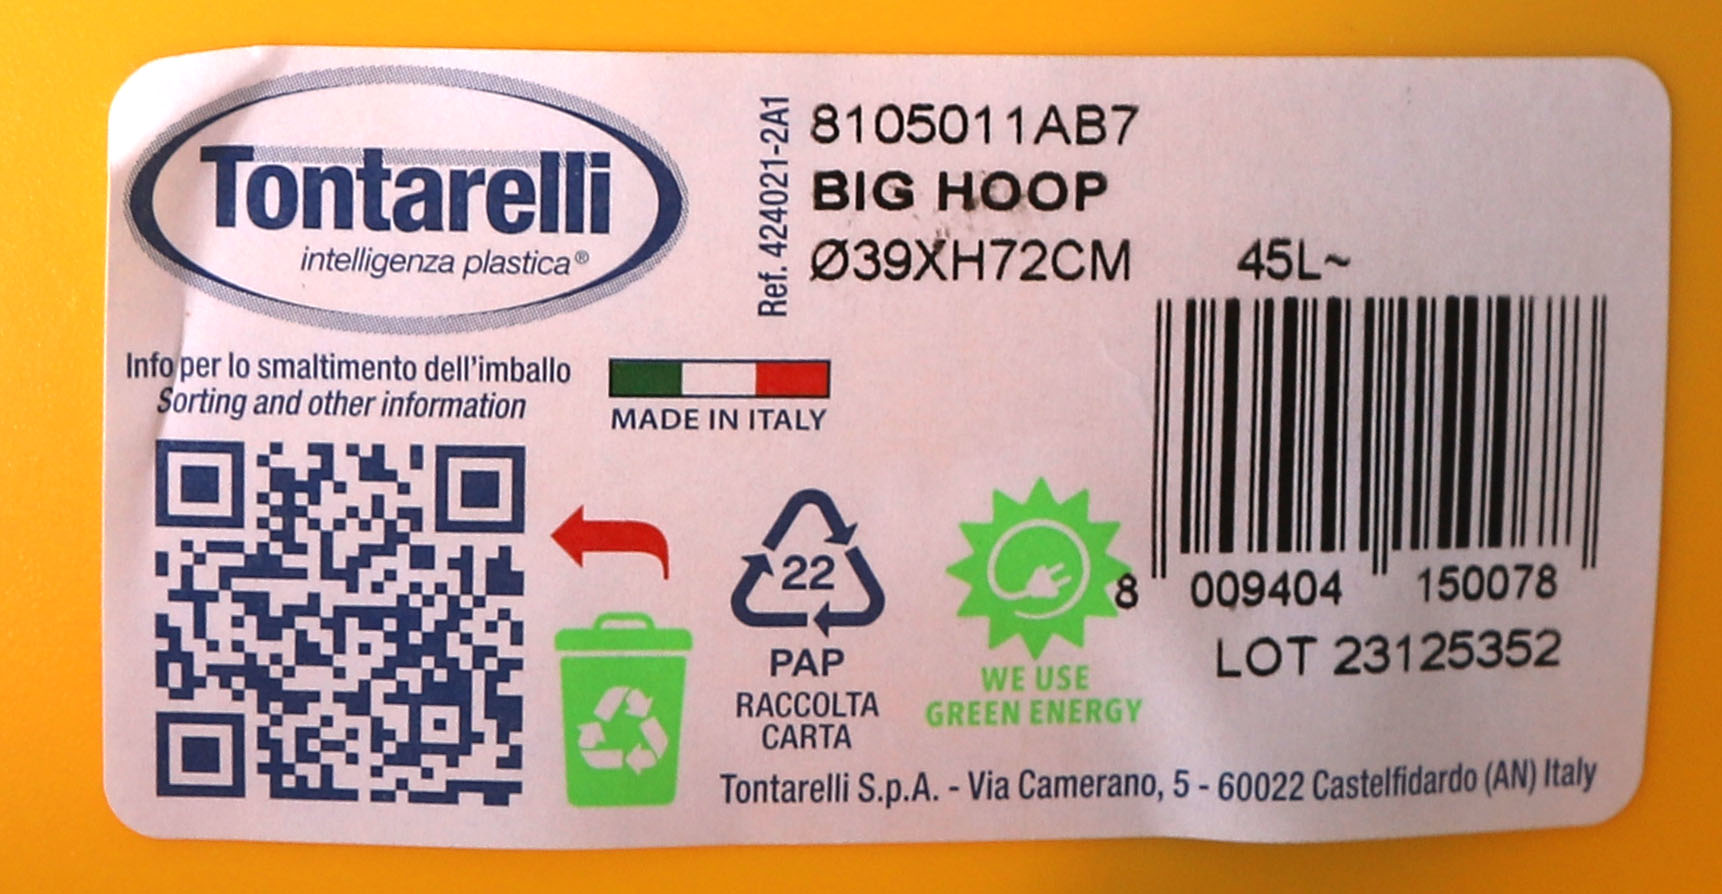 Tontarelli
intelligenza plastica®
Ref. 424021-2A1
8105011AB7
BIG HOOP
Ø39XH72CM 45L~
Info per lo smaltimento dell'imballo
Sorting and other information
MADE IN ITALY
22
PAP
RACCOLTA
CARTA
WE USE
GREEN ENERGY
8 009404 150078
LOT 23125352
Tontarelli S.p.A. - Via Camerano, 5 - 60022 Castelfidardo (AN) Italy